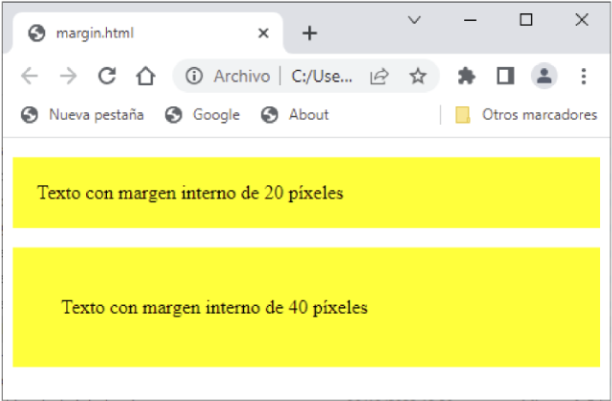 margin.html
Archivo | C:/Use...
Nueva pestaña Google About Otros marcadores
Texto con margen interno de 20 píxeles
Texto con margen interno de 40 píxeles